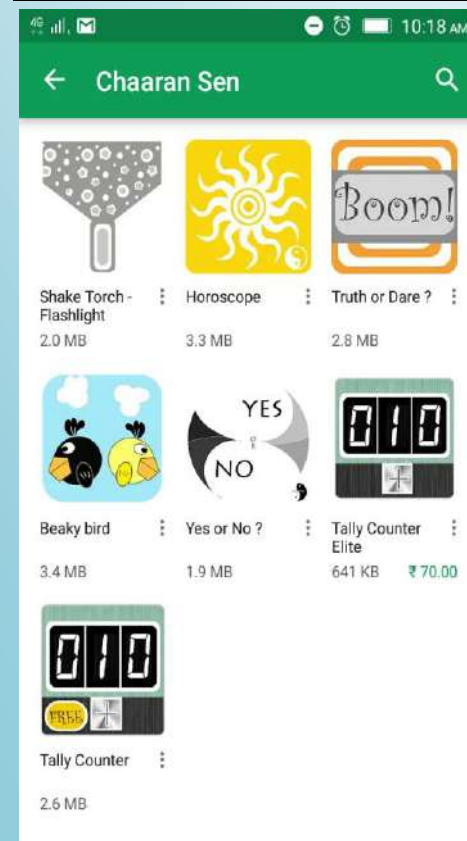 4G 10:18 AM
Chaaran Sen
Boom!
Shake Torch -
Flashlight
2.0 MB
Horoscope
3.3 MB
Truth or Dare ?
2.8 MB
YES
OR
NO
010
Beaky bird
3.4 MB
Yes or No ?
1.9 MB
Tally Counter
Elite
641 KB ₹ 70.00
010
FREE
Tally Counter
2.6 MB